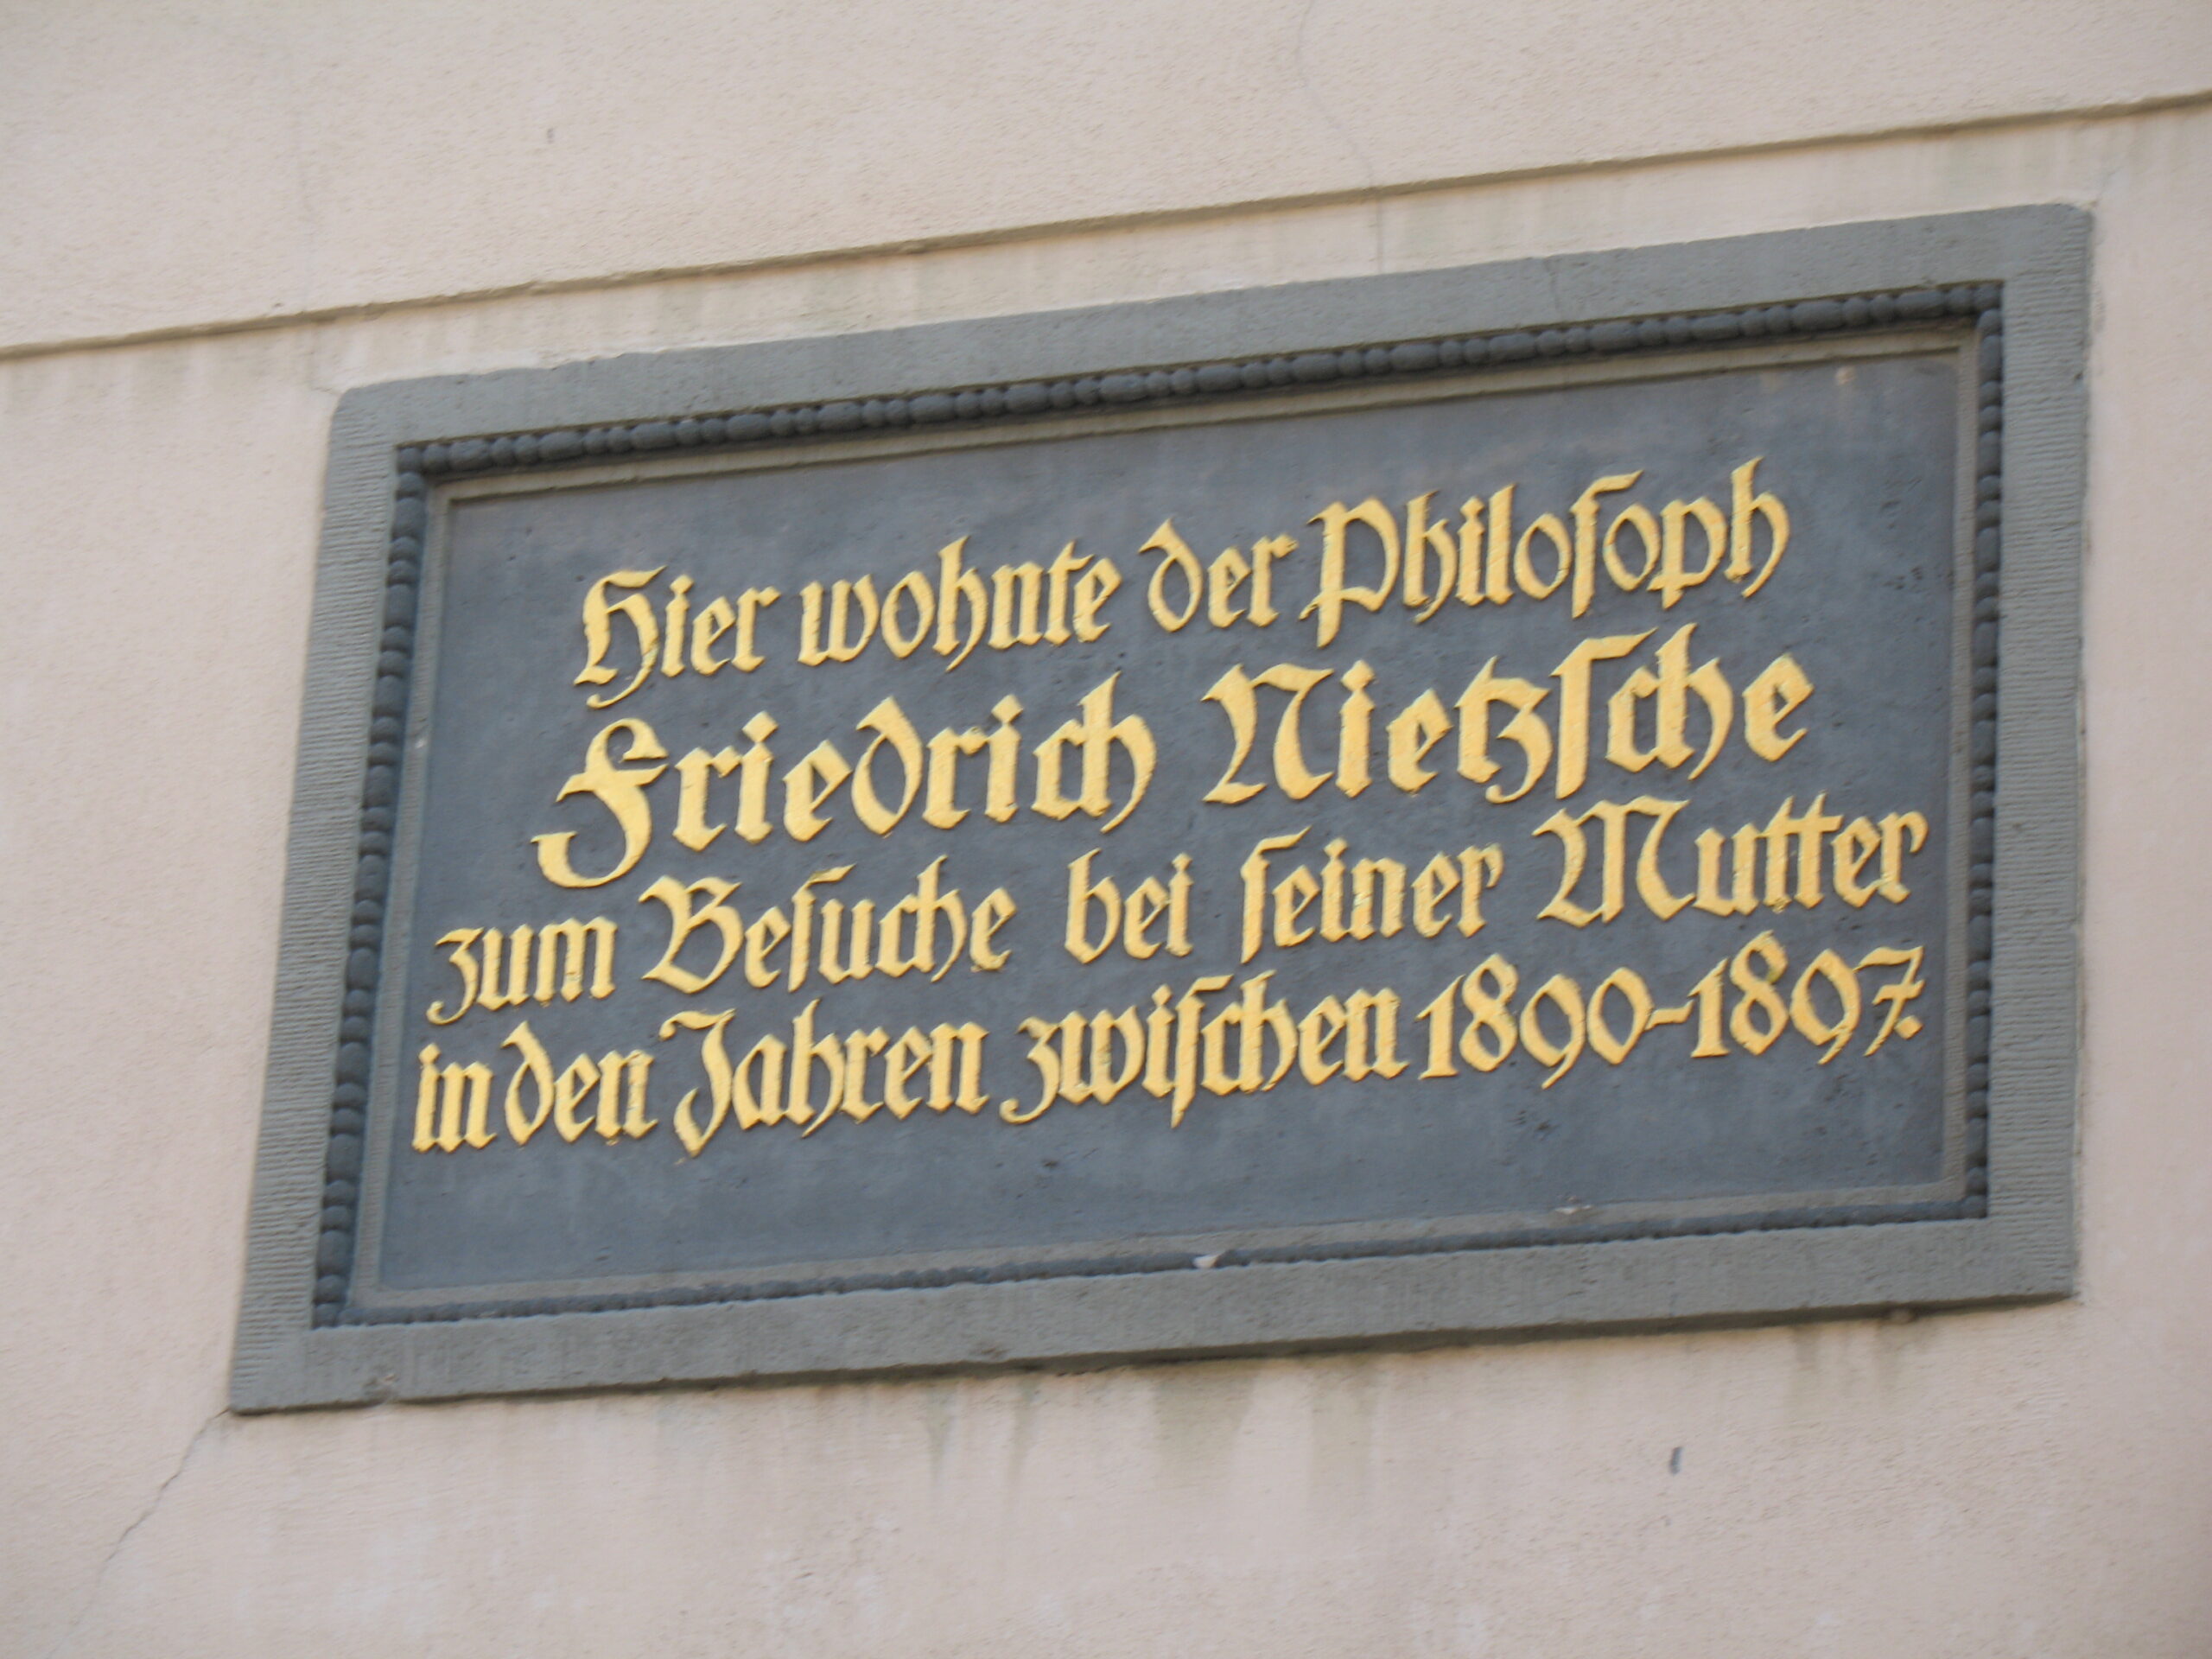 Hier wohnte der Philoſoph
Friedrich Nietzſche
zum Beſuche bei ſeiner Mutter
in den Jahren zwiſchen 1890-1897.